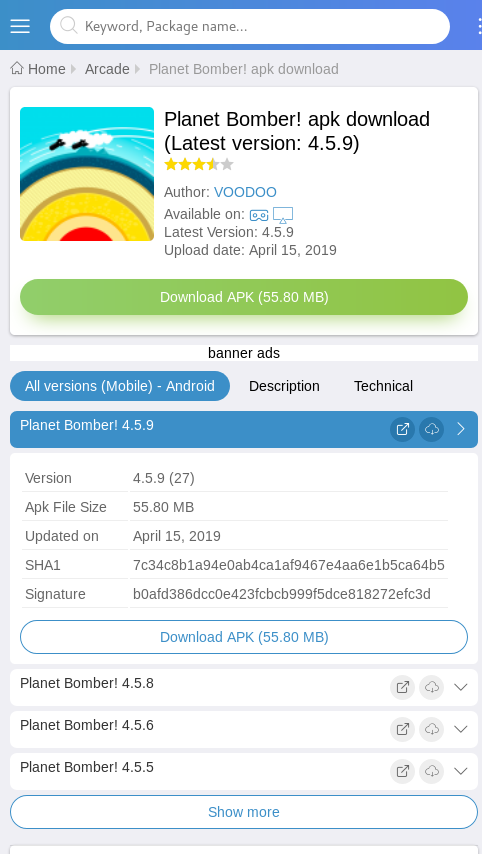 Keyword, Package name...
Home Arcade Planet Bomber! apk download
Planet Bomber! apk download
(Latest version: 4.5.9)
Author: VOODOO
Available on:
Latest Version: 4.5.9
Upload date: April 15, 2019
Download APK (55.80 MB)
banner ads
All versions (Mobile) - Android Description Technical
Planet Bomber! 4.5.9
Version 4.5.9 (27)
Apk File Size 55.80 MB
Updated on April 15, 2019
SHA1 7c34c8b1a94e0ab4ca1af9467e4aa6e1b5ca64b5
Signature b0afd386dcc0e423fcbcb999f5dce818272efc3d
Download APK (55.80 MB)
Planet Bomber! 4.5.8
Planet Bomber! 4.5.6
Planet Bomber! 4.5.5
Show more